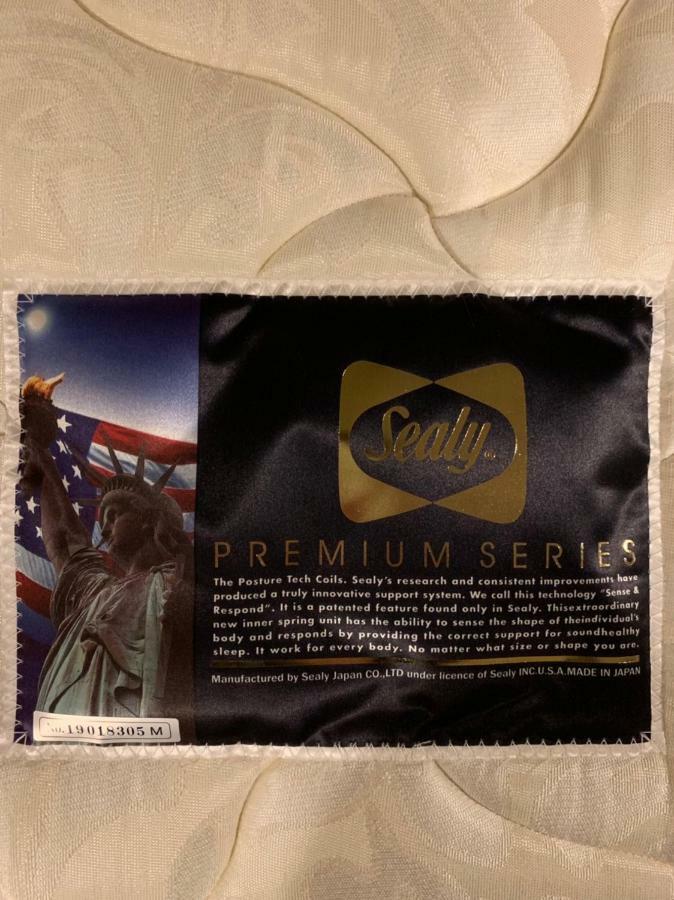 Sealy
PREMIUM SERIES
The Posture Tech Coils. Sealy's research and consistent improvements have
produced a truly innovative support system. We call this technology "Sense &
Respond". It is a patented feature found only in Sealy. Thisextraordinary
new inner spring unit has the ability to sense the shape of theindividual's
body and responds by providing the correct support for soundhealthy
sleep. It work for every body. No matter what size or shape you are.
Manufactured by Sealy Japan CO.,LTD under licence of Sealy INC.U.S.A.MADE IN JAPAN
No.19018305 M